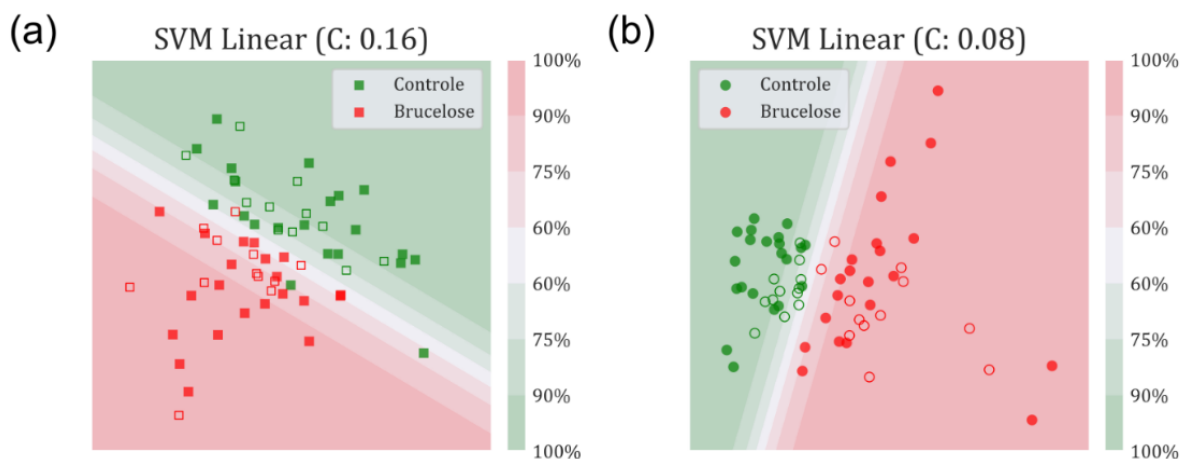 (a)
SVM Linear (C: 0.16)
Controle
Brucelose
100%
90%
75%
60%
60%
75%
90%
100%
(b)
SVM Linear (C: 0.08)
Controle
Brucelose
100%
90%
75%
60%
60%
75%
90%
100%